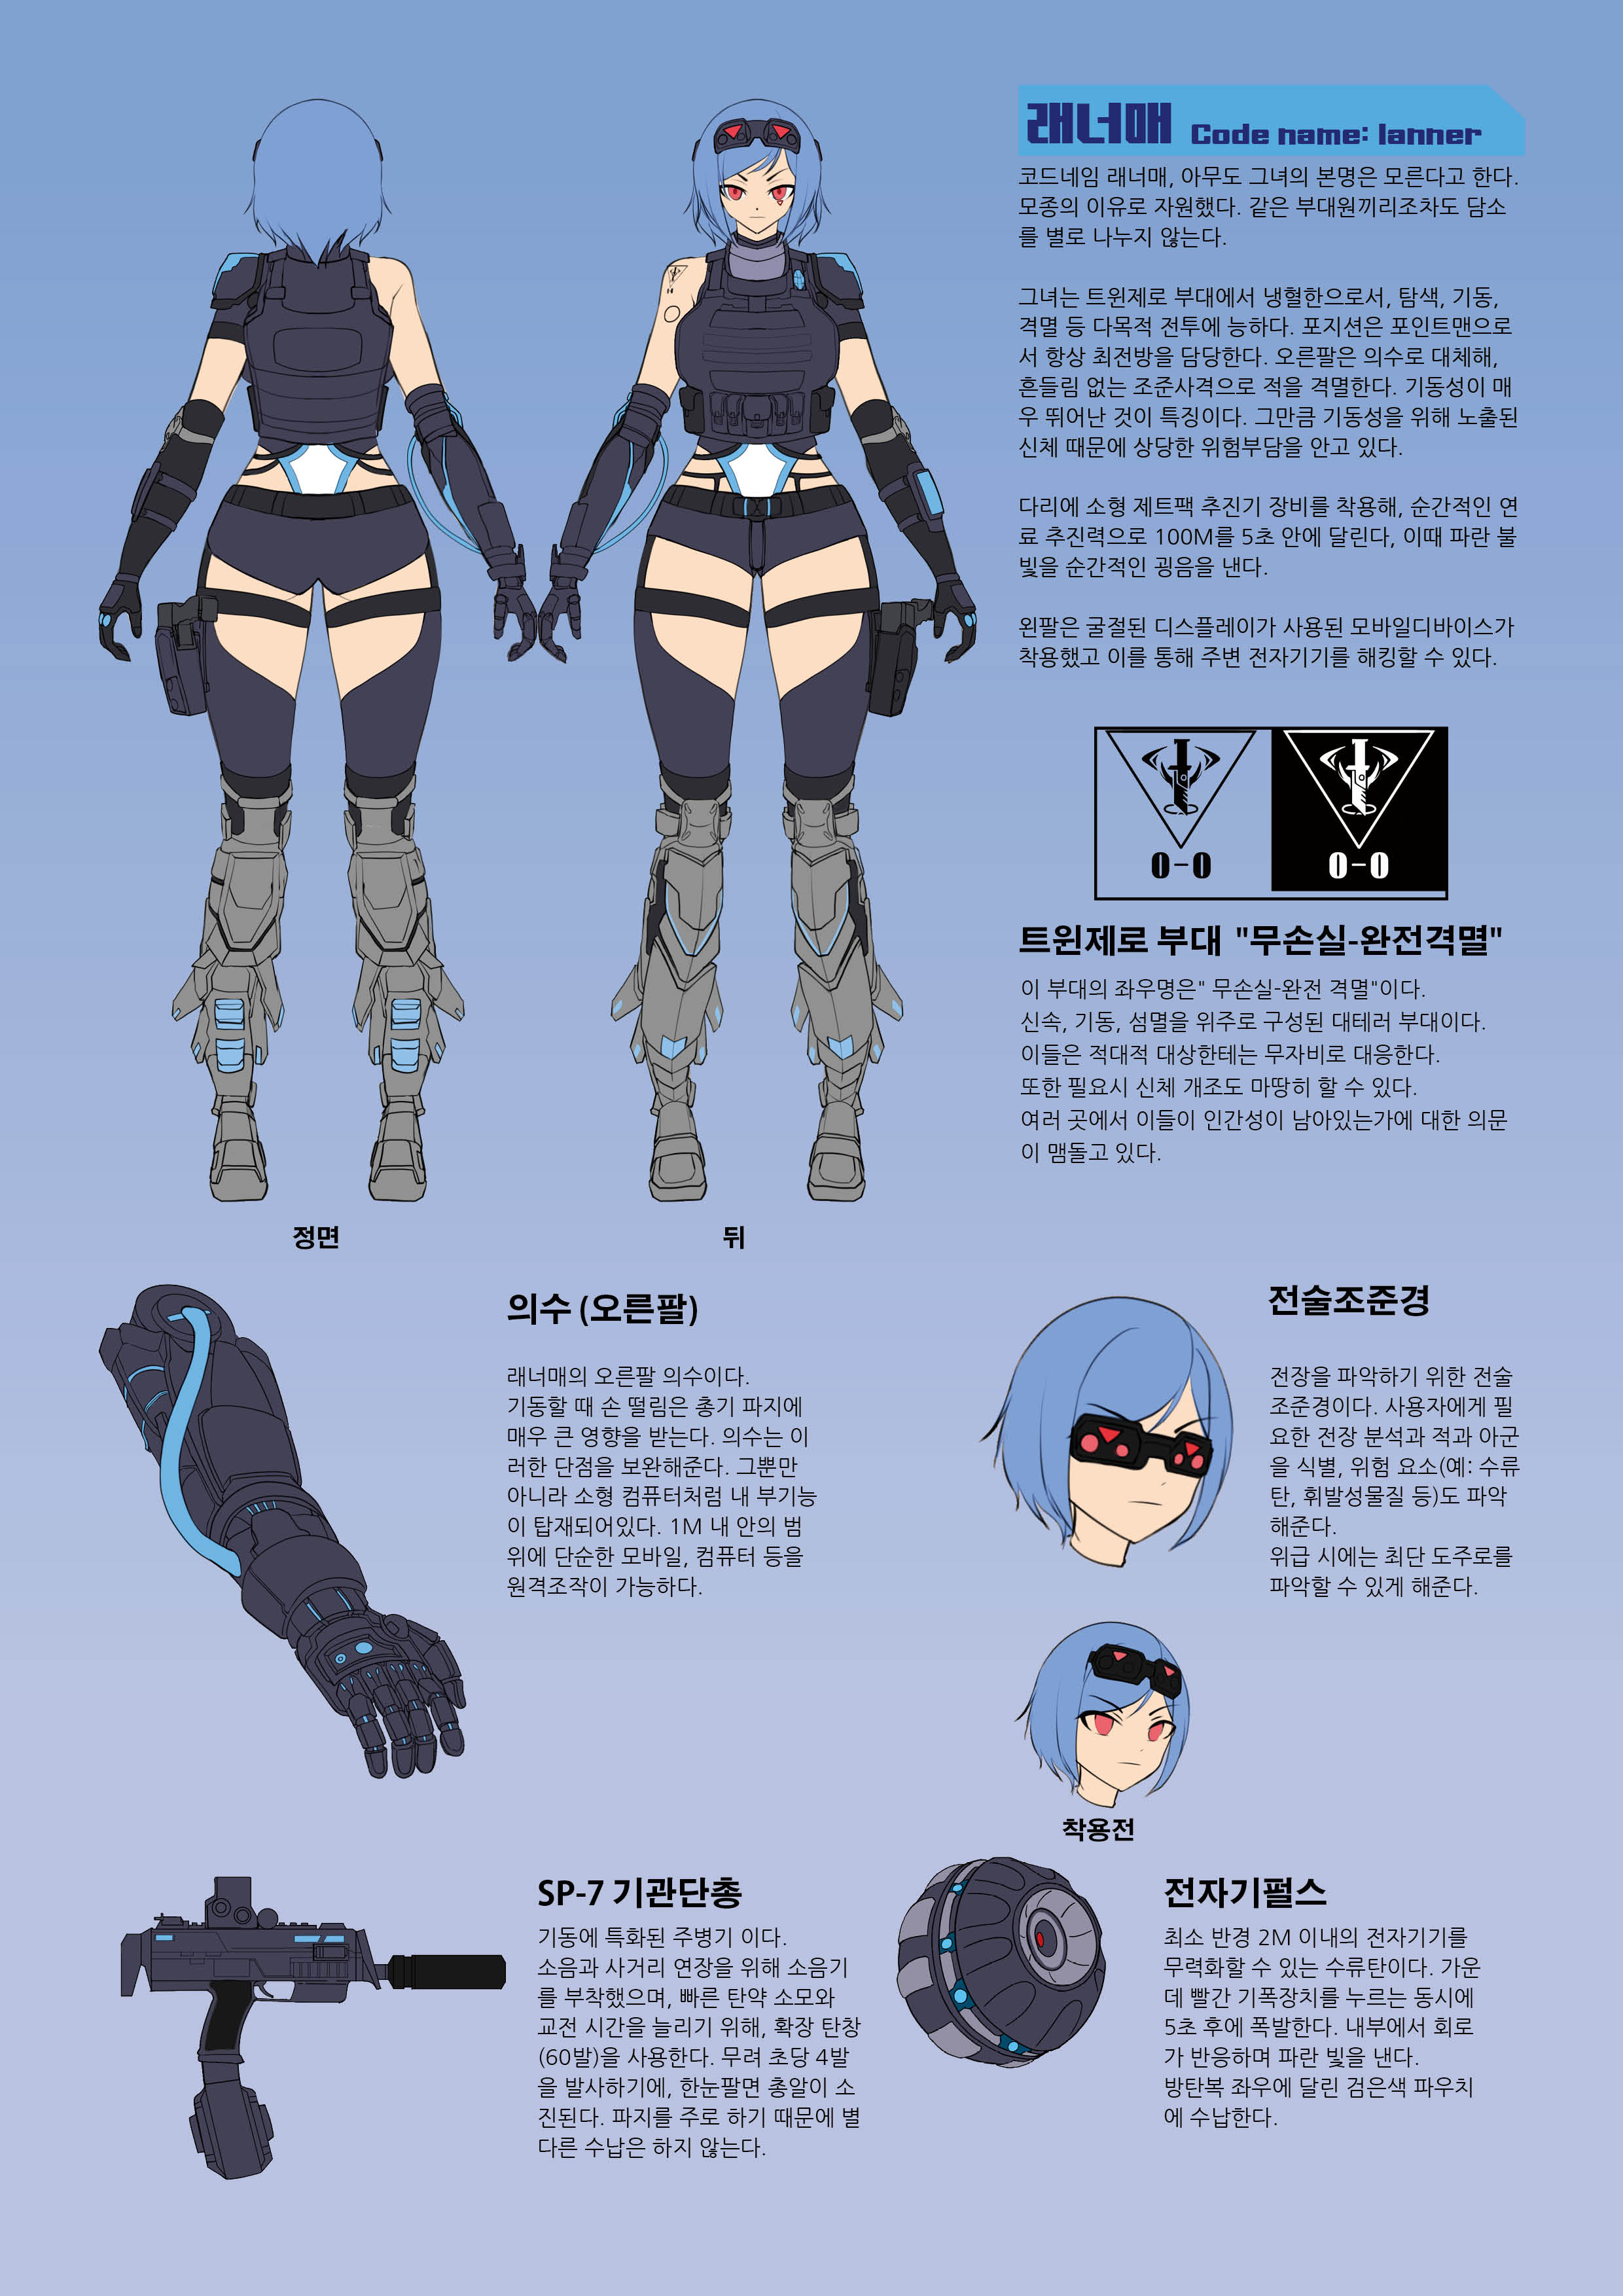 래너매 Code name: lanner
코드네임 래너매, 아무도 그녀의 본명은 모른다고 한다.
모종의 이유로 자원했다. 같은 부대원끼리조차도 담소
를 별로 나누지 않는다.
그녀는 트윈제로 부대에서 냉혈한으로서, 탐색, 기동,
격멸 등 다목적 전투에 능하다. 포지션은 포인트맨으로
서 항상 최전방을 담당한다. 오른팔은 의수로 대체해,
흔들림 없는 조준사격으로 적을 격멸한다. 기동성이 매
우 뛰어난 것이 특징이다. 그만큼 기동성을 위해 노출된
신체 때문에 상당한 위험부담을 안고 있다.
다리에 소형 제트팩 추진기 장비를 착용해, 순간적인 연
료 추진력으로 100M를 5초 안에 달린다, 이때 파란 불
빛을 순간적인 굉음을 낸다.
왼팔은 굴절된 디스플레이가 사용된 모바일디바이스가
착용했고 이를 통해 주변 전자기기를 해킹할 수 있다.
0-0
0-0
트윈제로 부대 "무손실-완전격멸"
이 부대의 좌우명은" 무손실-완전 격멸"이다.
신속, 기동, 섬멸을 위주로 구성된 대테러 부대이다.
이들은 적대적 대상한테는 무자비로 대응한다.
또한 필요시 신체 개조도 마땅히 할 수 있다.
여러 곳에서 이들이 인간성이 남아있는가에 대한 의문
이 맴돌고 있다.
정면
뒤
의수 (오른팔)
래너매의 오른팔 의수이다.
기동할 때 손 떨림은 총기 파지에
매우 큰 영향을 받는다. 의수는 이
러한 단점을 보완해준다. 그뿐만
아니라 소형 컴퓨터처럼 내 부기능
이 탑재되어있다. 1M 내 안의 범
위에 단순한 모바일, 컴퓨터 등을
원격조작이 가능하다.
전술조준경
전장을 파악하기 위한 전술
조준경이다. 사용자에게 필
요한 전장 분석과 적과 아군
을 식별, 위험 요소(예: 수류
탄, 휘발성물질 등)도 파악
해준다.
위급 시에는 최단 도주로를
파악할 수 있게 해준다.
착용전
SP-7 기관단총
기동에 특화된 주병기 이다.
소음과 사거리 연장을 위해 소음기
를 부착했으며, 빠른 탄약 소모와
교전 시간을 늘리기 위해, 확장 탄창
(60발)을 사용한다. 무려 초당 4발
을 발사하기에, 한눈팔면 총알이 소
진된다. 파지를 주로 하기 때문에 별
다른 수납은 하지 않는다.
전자기펄스
최소 반경 2M 이내의 전자기기를
무력화할 수 있는 수류탄이다. 가운
데 빨간 기폭장치를 누르는 동시에
5초 후에 폭발한다. 내부에서 회로
가 반응하며 파란 빛을 낸다.
방탄복 좌우에 달린 검은색 파우치
에 수납한다.